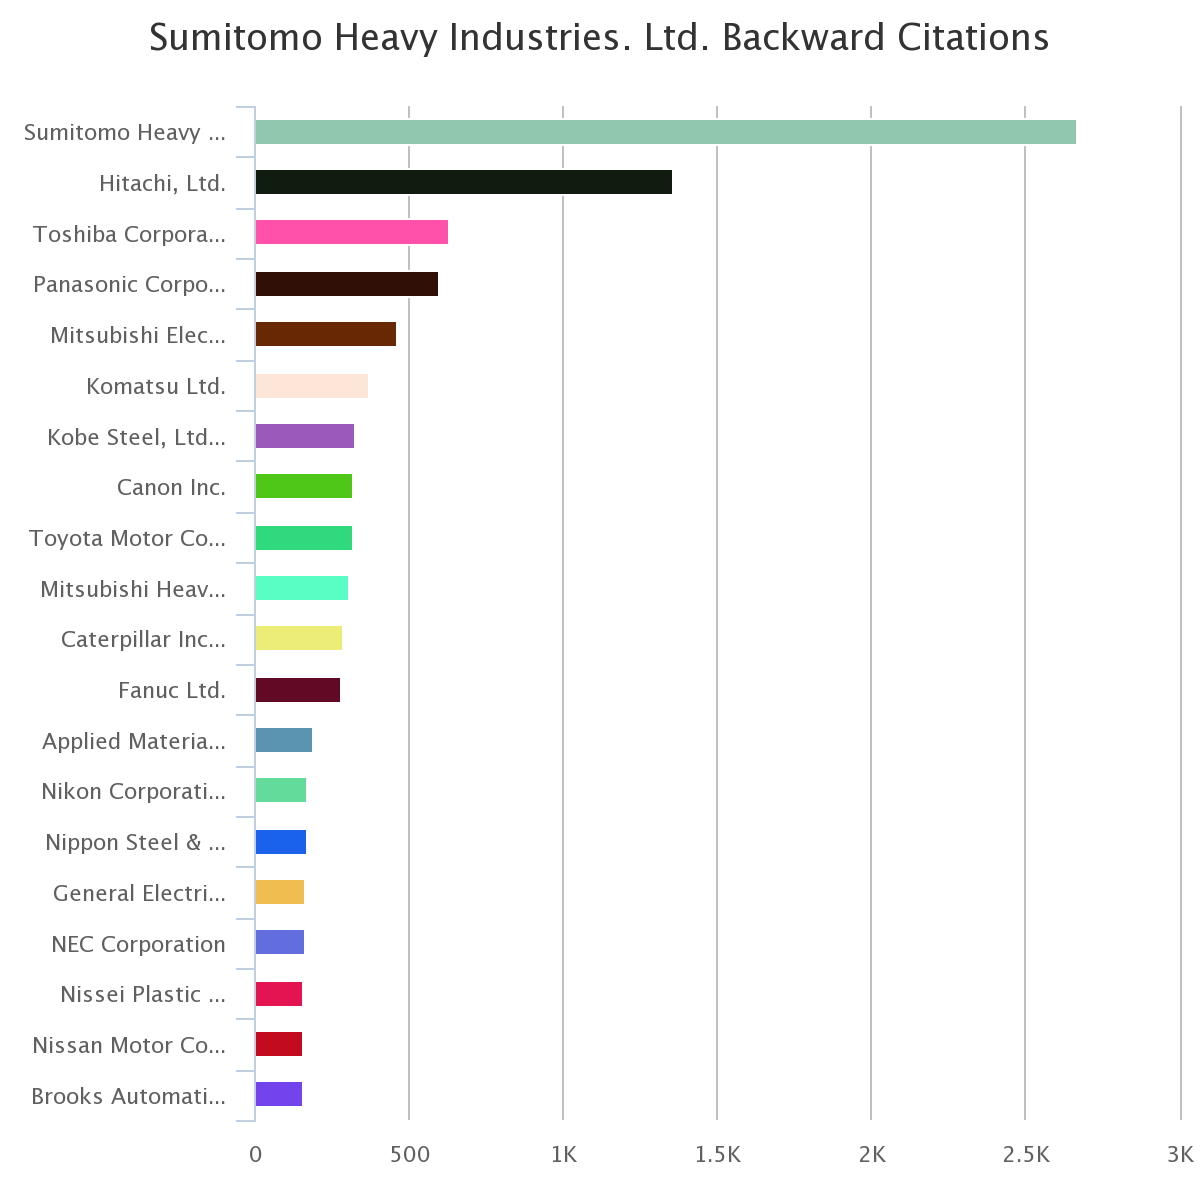 Sumitomo Heavy Industries. Ltd. Backward Citations
Sumitomo Heavy ...
Hitachi, Ltd.
Toshiba Corpora...
Panasonic Corpo...
Mitsubishi Elec...
Komatsu Ltd.
Kobe Steel, Ltd...
Canon Inc.
Toyota Motor Co...
Mitsubishi Heav...
Caterpillar Inc...
Fanuc Ltd.
Applied Materia...
Nikon Corporati...
Nippon Steel & ...
General Electri...
NEC Corporation
Nissei Plastic ...
Nissan Motor Co...
Brooks Automati...
0 500 1K 1.5K 2K 2.5K 3K